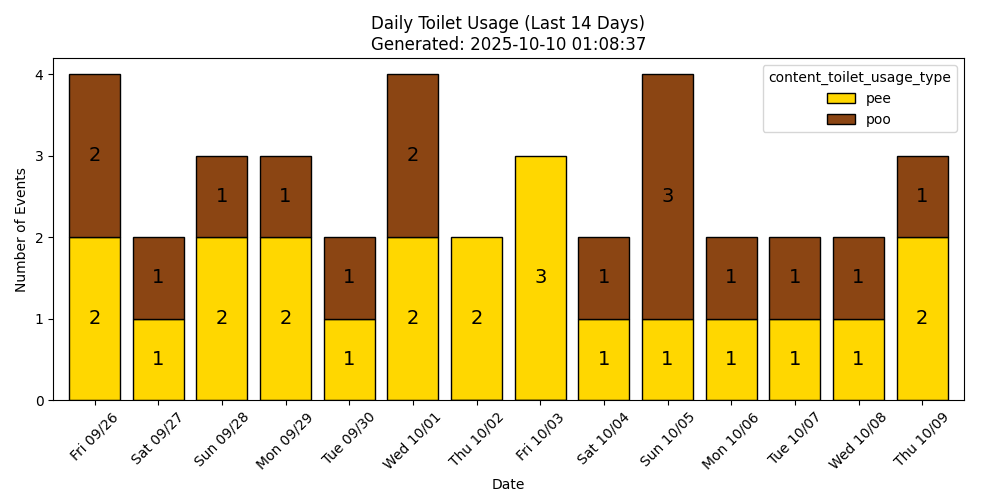 Daily Toilet Usage (Last 14 Days)
Generated: 2025-10-10 01:08:37
content_toilet_usage_type
pee
poo
Number of Events
4
3
2
1
0
2 1 1 1 1 2 3 1 1 1 1 1
2 1 2 2 1 2 2 3 1 1 1 1 1 2
Fri 09/26 Sat 09/27 Sun 09/28 Mon 09/29 Tue 09/30 Wed 10/01 Thu 10/02 Fri 10/03 Sat 10/04 Sun 10/05 Mon 10/06 Tue 10/07 Wed 10/08 Thu 10/09
Date